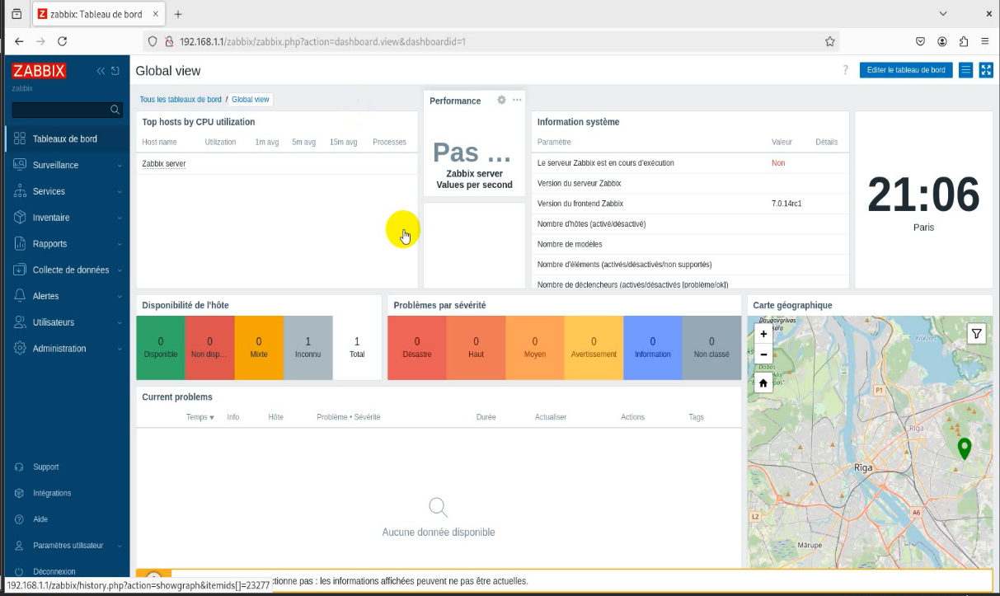 zabbix: Tableau de bord
192.168.1.1/zabbix/zabbix.php?action=dashboard.view&dashboardid=1
ZABBIX
zabbix
Tableaux de bord
Surveillance
Services
Inventaire
Rapports
Collecte de données
Alertes
Utilisateurs
Administration
Support
Intégrations
Aide
Paramètres utilisateur
Déconnexion
Global view
? Editer le tableau de bord
Tous les tableaux de bord / Global view
Top hosts by CPU utilization
Host name Utilization 1m avg 5m avg 15m avg Processes
Zabbix server
Performance
Pas ...
Zabbix server
Values per second
Information système
Paramètre Valeur Détails
Le serveur Zabbix est en cours d'exécution Non
Version du serveur Zabbix
Version du frontend Zabbix 7.0.14rc1
Nombre d'hôtes (activé/désactivé)
Nombre de modèles
Nombre d'éléments (activés/désactivés/non supportés)
Nombre de déclencheurs (activés/désactivés [problème/ok])
21:06
Paris
Disponibilité de l'hôte
0 0 0 1 1
Disponible Non disp... Mixte Inconnu Total
Problèmes par sévérité
0 0 0 0 0 0
Désastre Haut Moyen Avertissement Information Non classé
Carte géographique
Daugavgrivas
+
−
Ķīšezers
P1
Rīga
Rīga
A6
L2
Mārupe
Current problems
Temps ▼ Info Hôte Problème • Sévérité Durée Actualiser Actions Tags
Aucune donnée disponible
ctionne pas : les informations affichées peuvent ne pas être actuelles.
192.168.1.1/zabbix/history.php?action=showgraph&itemids[]=23277